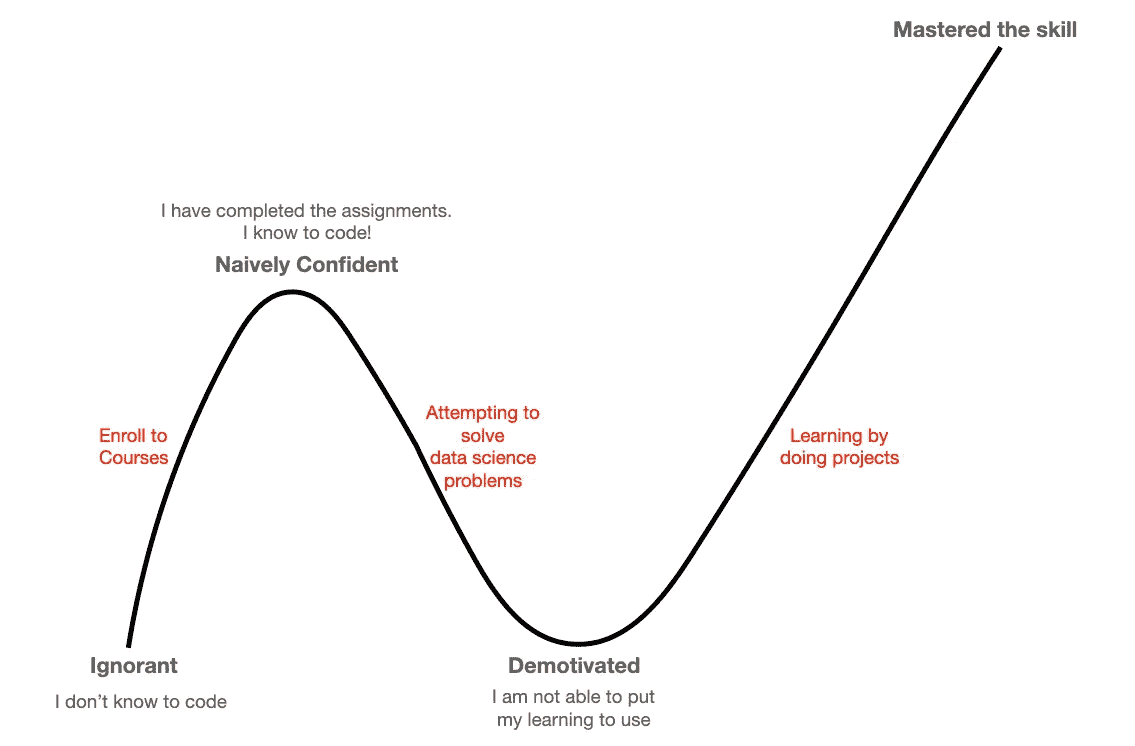 Mastered the skill
I have completed the assignments.
I know to code!
Naively Confident
Enroll to
Courses
Attempting to
solve
data science
problems
Learning by
doing projects
Ignorant
I don't know to code
Demotivated
I am not able to put
my learning to use